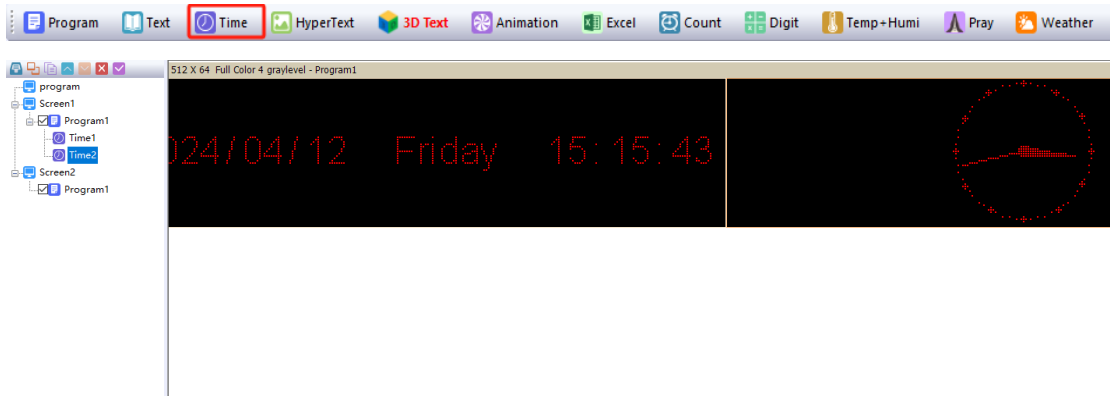 Program Text Time HyperText 3D Text Animation Excel Count Digit Temp+Humi Pray Weather
512 X 64 Full Color 4 graylevel - Program1
program
Screen1
Program1
Time1
Time2
Screen2
Program1
024/04/12 Friday 15:15:43